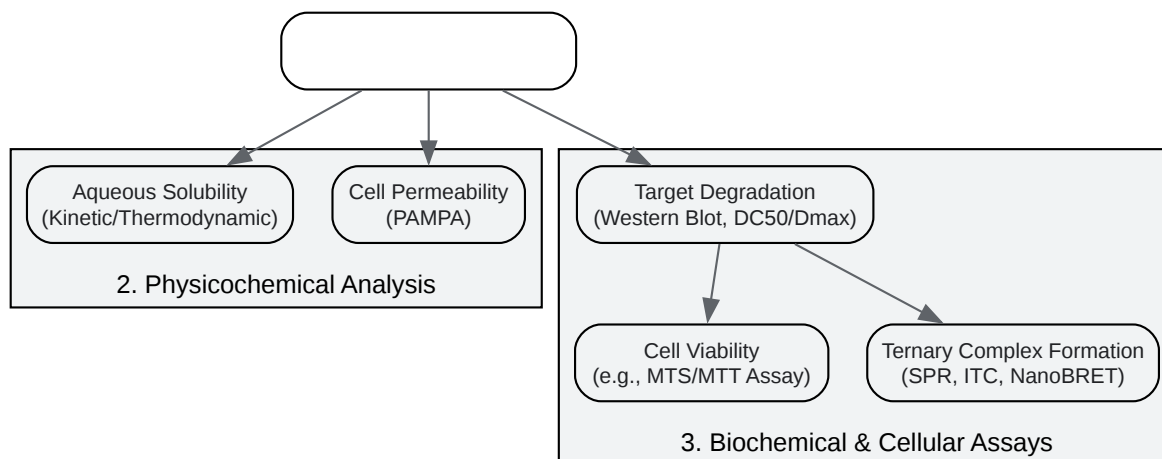 Aqueous Solubility
(Kinetic/Thermodynamic)
Cell Permeability
(PAMPA)
2. Physicochemical Analysis
Target Degradation
(Western Blot, DC50/Dmax)
Cell Viability
(e.g., MTS/MTT Assay)
Ternary Complex Formation
(SPR, ITC, NanoBRET)
3. Biochemical & Cellular Assays